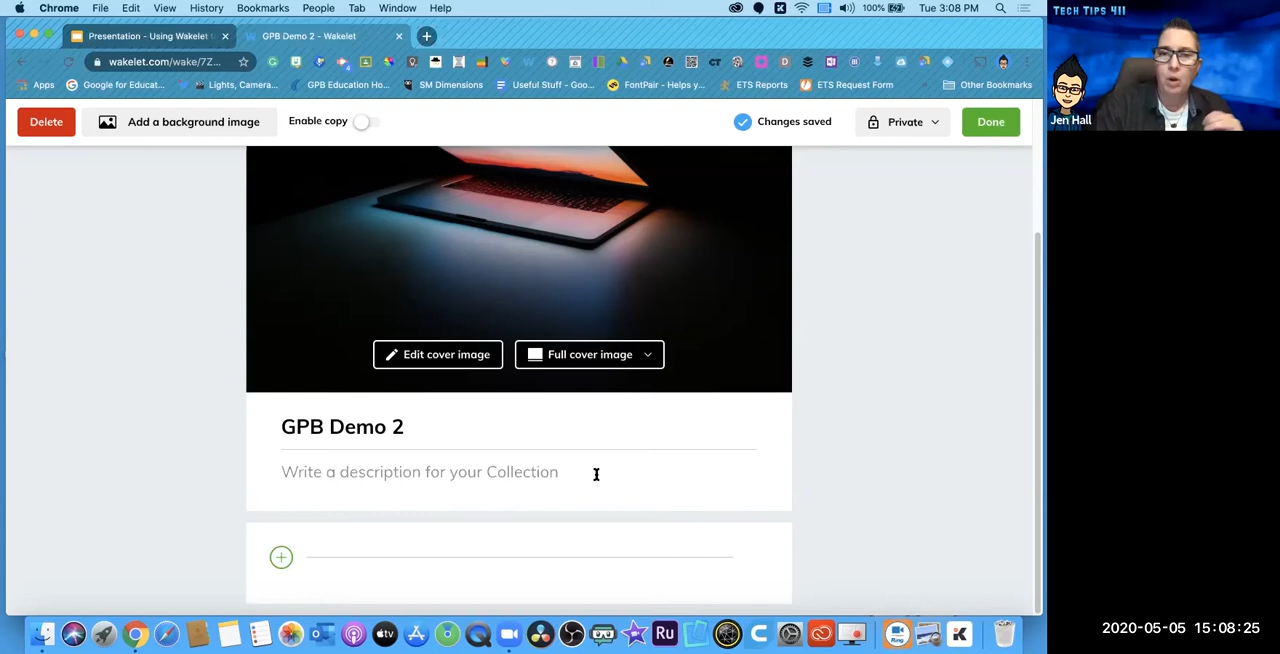 Chrome File Edit View History Bookmarks People Tab Window Help 100% Tue 3:08 PM
TECH TIPS 411
Presentation - Using Wakelet
GPB Demo 2 - Wakelet
wakelet.com/wake/7Z...
Apps Google for Educat... Lights, Camera... GPB Education Ho... SM Dimensions Useful Stuff - Goo... FontPair - Helps y... ETS Reports ETS Request Form Other Bookmarks
Jen Hall
Delete Add a background image Enable copy Changes saved Private Done
Edit cover image Full cover image
GPB Demo 2
Write a description for your Collection
2020-05-05 15:08:25